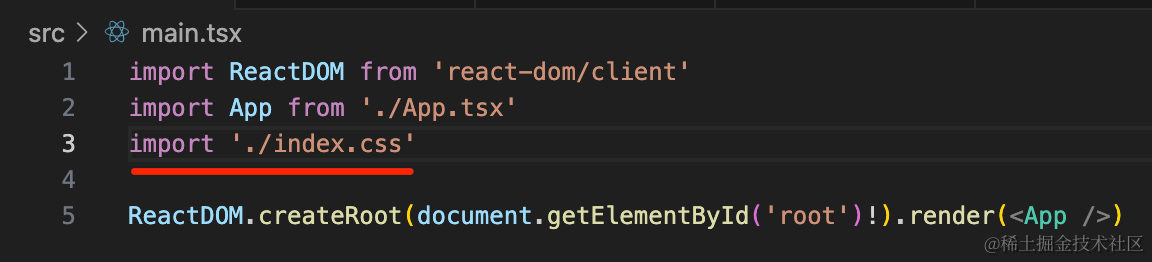 src > main.tsx
1 import ReactDOM from 'react-dom/client'
2 import App from './App.tsx'
3 import './index.css'
4
5 ReactDOM.createRoot(document.getElementById('root')!).render(<App />)
@稀土掘金技术社区